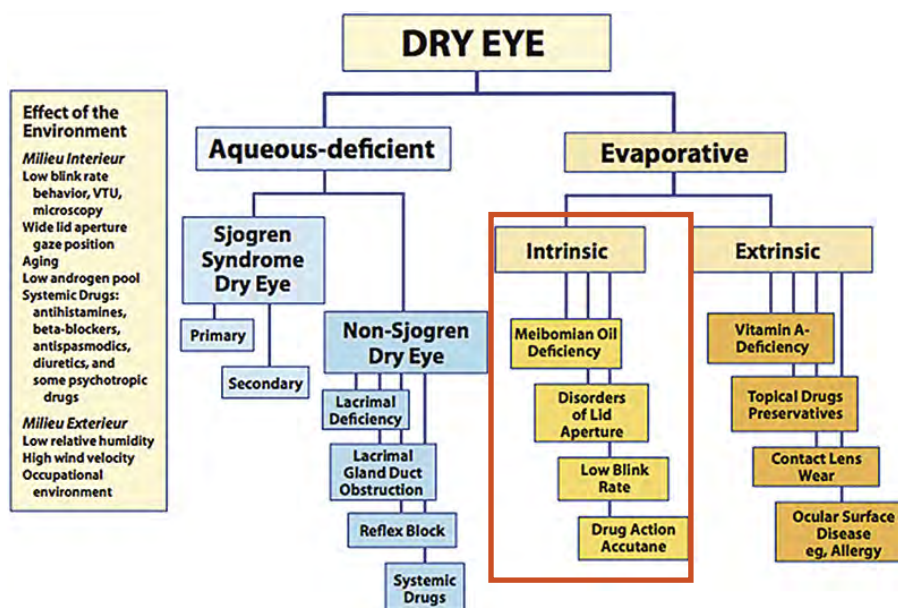 DRY EYE
Effect of the
Environment
Milieu Interieur
Low blink rate
behavior, VTU,
microscopy
Wide lid aperture
gaze position
Aging
Low androgen pool
Systemic Drugs:
antihistamines,
beta-blockers,
antispasmodics,
diuretics, and
some psychotropic
drugs
Milieu Exterieur
Low relative humidity
High wind velocity
Occupational
environment
Aqueous-deficient
Sjogren
Syndrome
Dry Eye
Primary
Secondary
Non-Sjogren
Dry Eye
Lacrimal
Deficiency
Lacrimal
Gland Duct
Obstruction
Reflex Block
Systemic
Drugs
Evaporative
Intrinsic
Meibomian Oil
Deficiency
Disorders
of Lid
Aperture
Low Blink
Rate
Drug Action
Accutane
Extrinsic
Vitamin A-
Deficiency
Topical Drugs
Preservatives
Contact Lens
Wear
Ocular Surface
Disease
eg, Allergy